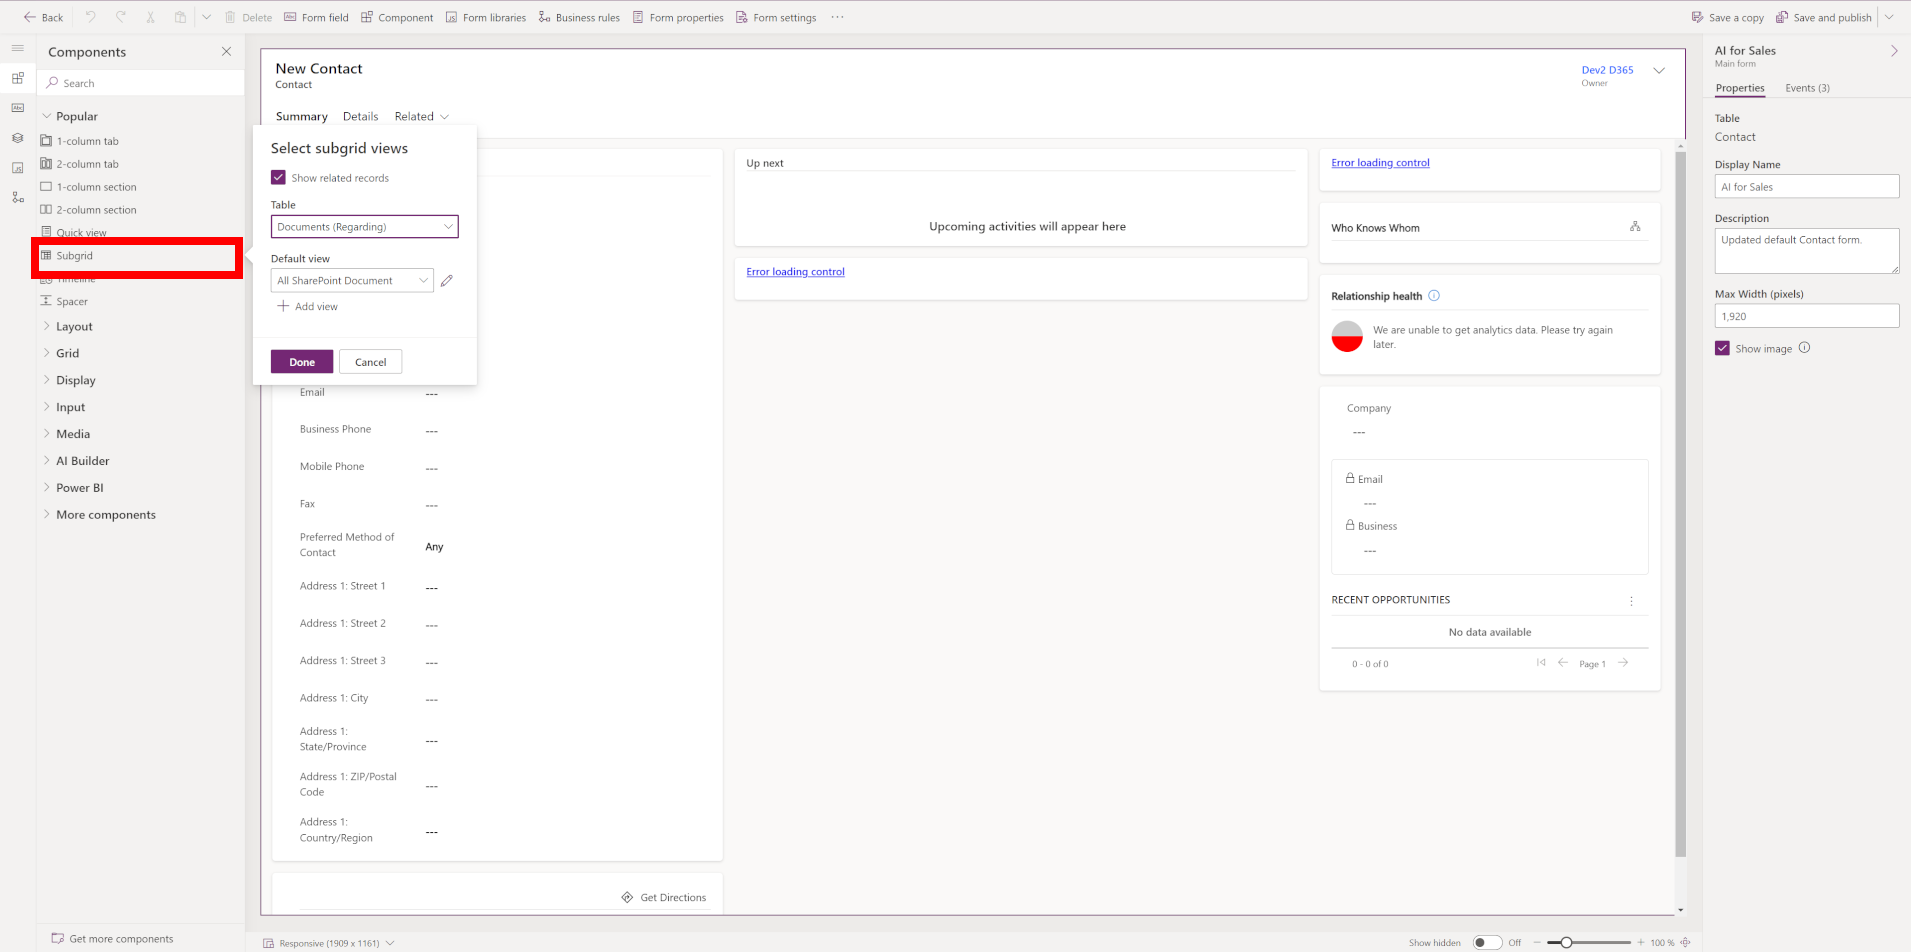 Back
Delete
Form field
Component
Form libraries
Business rules
Form properties
Form settings
...
Save a copy
Save and publish
Components
Search
Popular
1-column tab
2-column tab
1-column section
2-column section
Quick view
Subgrid
Timeline
Spacer
Layout
Grid
Display
Input
Media
AI Builder
Power BI
More components
Get more components
New Contact
Contact
Dev2 D365
Owner
Summary
Details
Related
Select subgrid views
Show related records
Table
Documents (Regarding)
Default view
All SharePoint Document
Add view
Done
Cancel
Email
---
Business Phone
---
Mobile Phone
---
Fax
---
Preferred Method of
Contact
Any
Address 1: Street 1
---
Address 1: Street 2
---
Address 1: Street 3
---
Address 1: City
---
Address 1:
State/Province
---
Address 1: ZIP/Postal
Code
---
Address 1:
Country/Region
---
Get Directions
Up next
Upcoming activities will appear here
Error loading control
Error loading control
Who Knows Whom
Relationship health
We are unable to get analytics data. Please try again
later.
Company
---
Email
---
Business
---
RECENT OPPORTUNITIES
No data available
0 - 0 of 0
Page 1
AI for Sales
Main form
Properties
Events (3)
Table
Contact
Display Name
AI for Sales
Description
Updated default Contact form.
Max Width (pixels)
1,920
Show image
Responsive (1909 x 1161)
Show hidden
Off
100 %